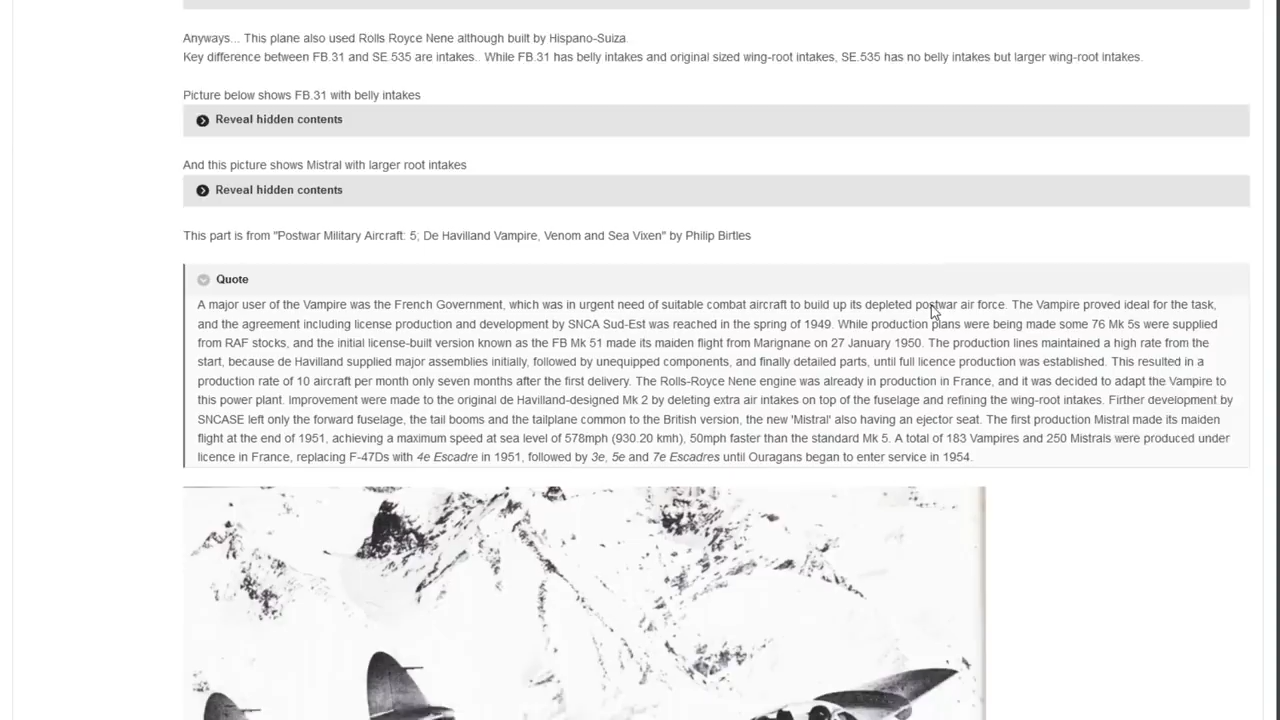 Anyways... This plane also used Rolls Royce Nene although built by Hispano-Suiza.
Key difference between FB.31 and SE.535 are intakes. While FB.31 has belly intakes and original sized wing-root intakes, SE.535 has no belly intakes but larger wing-root intakes.
Picture below shows FB.31 with belly intakes
Reveal hidden contents
And this picture shows Mistral with larger root intakes
Reveal hidden contents
This part is from "Postwar Military Aircraft: 5; De Havilland Vampire, Venom and Sea Vixen" by Philip Birtles
Quote
A major user of the Vampire was the French Government, which was in urgent need of suitable combat aircraft to build up its depleted postwar air force. The Vampire proved ideal for the task,
and the agreement including license production and development by SNCA Sud-Est was reached in the spring of 1949. While production plans were being made some 76 Mk 5s were supplied
from RAF stocks, and the initial license-built version known as the FB Mk 51 made its maiden flight from Marignane on 27 January 1950. The production lines maintained a high rate from the
start, because de Havilland supplied major assemblies initially, followed by unequipped components, and finally detailed parts, until full licence production was established. This resulted in a
production rate of 10 aircraft per month only seven months after the first delivery. The Rolls-Royce Nene engine was already in production in France, and it was decided to adapt the Vampire to
this power plant. Improvement were made to the original de Havilland-designed Mk 2 by deleting extra air intakes on top of the fuselage and refining the wing-root intakes. Firther development by
SNCASE left only the forward fuselage, the tail booms and the tailplane common to the British version, the new 'Mistral' also having an ejector seat. The first production Mistral made its maiden
flight at the end of 1951, achieving a maximum speed at sea level of 578mph (930.20 kmh), 50mph faster than the standard Mk 5. A total of 183 Vampires and 250 Mistrals were produced under
licence in France, replacing F-47Ds with 4e Escadre in 1951, followed by 3e, 5e and 7e Escadres until Ouragans began to enter service in 1954.